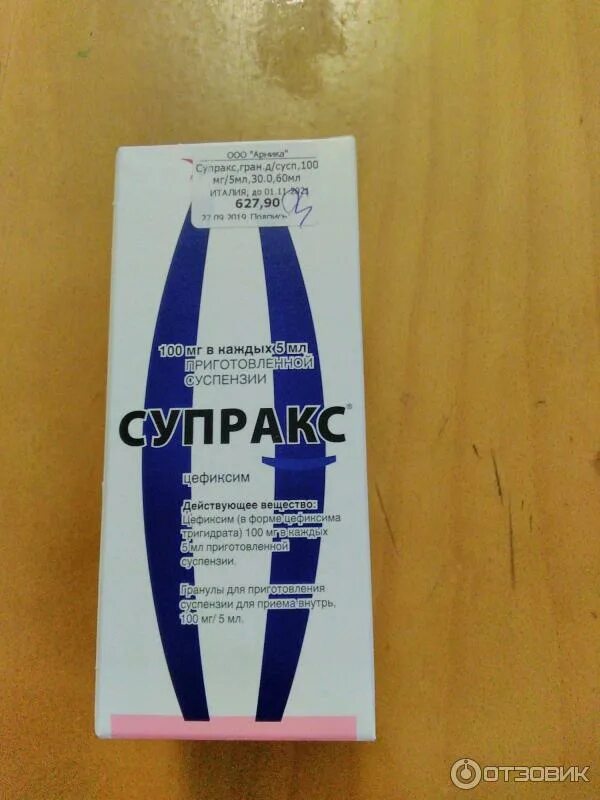 ООО "Арника"
Супракс,гран.д/сусп,100
мг/5мл,30.0,60мл
ИТАЛИЯ, до 01.11.2021
627,90
27.09.2019 Подпись
100 мг в каждых 5 мл
ПРИГОТОВЛЕННОЙ
СУСПЕНЗИИ
СУПРАКС®
цефиксим
Действующее вещество:
Цефиксим (в форме цефиксима
тригидрата) 100 мг в каждых
5 мл приготовленной
суспензии.
Гранулы для приготовления
суспензии для приема внутрь,
100 мг/ 5 мл.
ОТЗОВИК